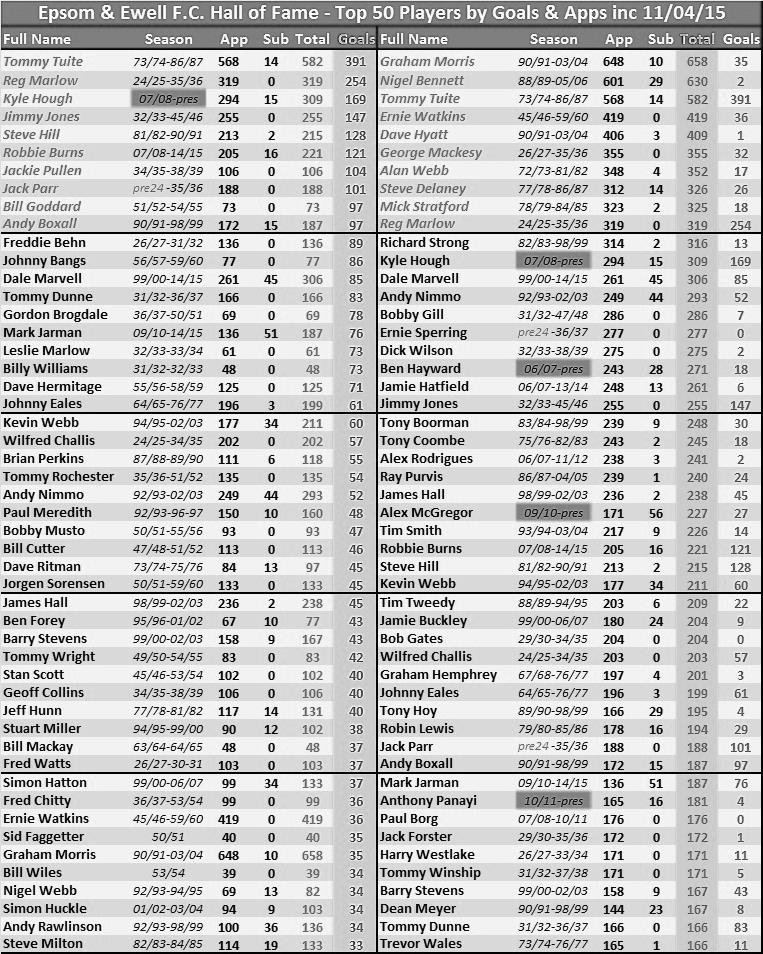 Epsom & Ewell F.C. Hall of Fame - Top 50 Players by Goals & Apps inc 11/04/15
Full Name Season App Sub Total Goals Full Name Season App Sub Total Goals
Tommy Tuite 73/74-86/87 568 14 582 391 Graham Morris 90/91-03/04 648 10 658 35
Reg Marlow 24/25-35/36 319 0 319 254 Nigel Bennett 88/89-05/06 601 29 630 2
Kyle Hough 07/08-pres 294 15 309 169 Tommy Tuite 73/74-86/87 568 14 582 391
Jimmy Jones 32/33-45/46 255 0 255 147 Ernie Watkins 45/46-59/60 419 0 419 36
Steve Hill 81/82-90/91 213 2 215 128 Dave Hyatt 90/91-03/04 406 3 409 1
Robbie Burns 07/08-14/15 205 16 221 121 George Mackesy 26/27-35/36 355 0 355 32
Jackie Pullen 34/35-38/39 106 0 106 104 Alan Webb 72/73-81/82 348 4 352 17
Jack Parr pre24 -35/36 188 0 188 101 Steve Delaney 77/78-86/87 312 14 326 26
Bill Goddard 51/52-54/55 73 0 73 97 Mick Stratford 78/79-84/85 323 2 325 18
Andy Boxall 90/91-98/99 172 15 187 97 Reg Marlow 24/25-35/36 319 0 319 254
Freddie Behn 26/27-31/32 136 0 136 89 Richard Strong 82/83-98/99 314 2 316 13
Johnny Bangs 56/57-59/60 77 0 77 86 Kyle Hough 07/08-pres 294 15 309 169
Dale Marvell 99/00-14/15 261 45 306 85 Dale Marvell 99/00-14/15 261 45 306 85
Tommy Dunne 31/32-36/37 166 0 166 83 Andy Nimmo 92/93-02/03 249 44 293 52
Gordon Brogdale 36/37-50/51 69 0 69 78 Bobby Gill 31/32-47/48 286 0 286 7
Mark Jarman 09/10-14/15 136 51 187 76 Ernie Sperring pre24 -36/37 277 0 277 0
Leslie Marlow 32/33-33/34 61 0 61 73 Dick Wilson 32/33-38/39 275 0 275 2
Billy Williams 31/32-32/33 48 0 48 73 Ben Hayward 06/07-pres 243 28 271 18
Dave Hermitage 55/56-58/59 125 0 125 71 Jamie Hatfield 06/07-13/14 248 13 261 6
Johnny Eales 64/65-76/77 196 3 199 61 Jimmy Jones 32/33-45/46 255 0 255 147
Kevin Webb 94/95-02/03 177 34 211 60 Tony Boorman 83/84-98/99 239 9 248 30
Wilfred Challis 24/25-34/35 202 0 202 57 Tony Coombe 75/76-82/83 243 2 245 18
Brian Perkins 87/88-89/90 111 6 118 55 Alex Rodrigues 06/07-11/12 238 3 241 2
Tommy Rochester 35/36-51/52 135 0 135 54 Ray Purvis 86/87-04/05 239 1 240 24
Andy Nimmo 92/93-02/03 249 44 293 52 James Hall 98/99-02/03 236 2 238 45
Paul Meredith 92/93-96-97 150 10 160 48 Alex McGregor 09/10-pres 171 56 227 27
Bobby Musto 50/51-55/56 93 0 93 47 Tim Smith 93/94-03/04 217 9 226 14
Bill Cutter 47/48-51/52 113 0 113 46 Robbie Burns 07/08-14/15 205 16 221 121
Dave Ritman 73/74-75/76 84 13 97 45 Steve Hill 81/82-90/91 213 2 215 128
Jorgen Sorensen 50/51-59/60 133 0 133 45 Kevin Webb 94/95-02/03 177 34 211 60
James Hall 98/99-02/03 236 2 238 45 Tim Tweedy 88/89-94/95 203 6 209 22
Ben Forey 95/96-01/02 67 10 77 43 Jamie Buckley 99/00-06/07 180 24 204 9
Barry Stevens 99/00-02/03 158 9 167 43 Bob Gates 29/30-34/35 204 0 204 0
Tommy Wright 49/50-54/55 83 0 83 42 Wilfred Challis 24/25-34/35 203 0 203 57
Stan Scott 45/46-53/54 102 0 102 40 Graham Hemphrey 67/68-76/77 197 4 201 3
Geoff Collins 34/35-38/39 106 0 106 40 Johnny Eales 64/65-76/77 196 3 199 61
Jeff Hunn 77/78-81/82 117 14 131 40 Tony Hoy 89/90-98/99 166 29 195 4
Stuart Miller 94/95-99/00 90 12 102 38 Robin Lewis 79/80-85/86 178 16 194 29
Bill Mackay 63/64-64/65 48 0 48 37 Jack Parr pre24 -35/36 188 0 188 101
Fred Watts 26/27-30-31 103 0 103 37 Andy Boxall 90/91-98/99 172 15 187 97
Simon Hatton 99/00-06/07 99 34 133 37 Mark Jarman 09/10-14/15 136 51 187 76
Fred Chitty 36/37-53/54 99 0 99 36 Anthony Panayi 10/11-pres 165 16 181 4
Ernie Watkins 45/46-59/60 419 0 419 36 Paul Borg 07/08-10/11 176 0 176 0
Sid Faggetter 50/51 40 0 40 35 Jack Forster 29/30-35/36 172 0 172 1
Graham Morris 90/91-03/04 648 10 658 35 Harry Westlake 26/27-33/34 171 0 171 11
Bill Wiles 53/54 39 0 39 34 Tommy Winship 31/32-37/38 171 0 171 5
Nigel Webb 92/93-94/95 69 13 82 34 Barry Stevens 99/00-02/03 158 9 167 43
Simon Huckle 01/02-03/04 94 9 103 34 Dean Meyer 90/91-98/99 144 23 167 8
Andy Rawlinson 92/93-98/99 100 36 136 34 Tommy Dunne 31/32-36/37 166 0 166 83
Steve Milton 82/83-84/85 114 19 133 33 Trevor Wales 73/74-76/77 165 1 166 11